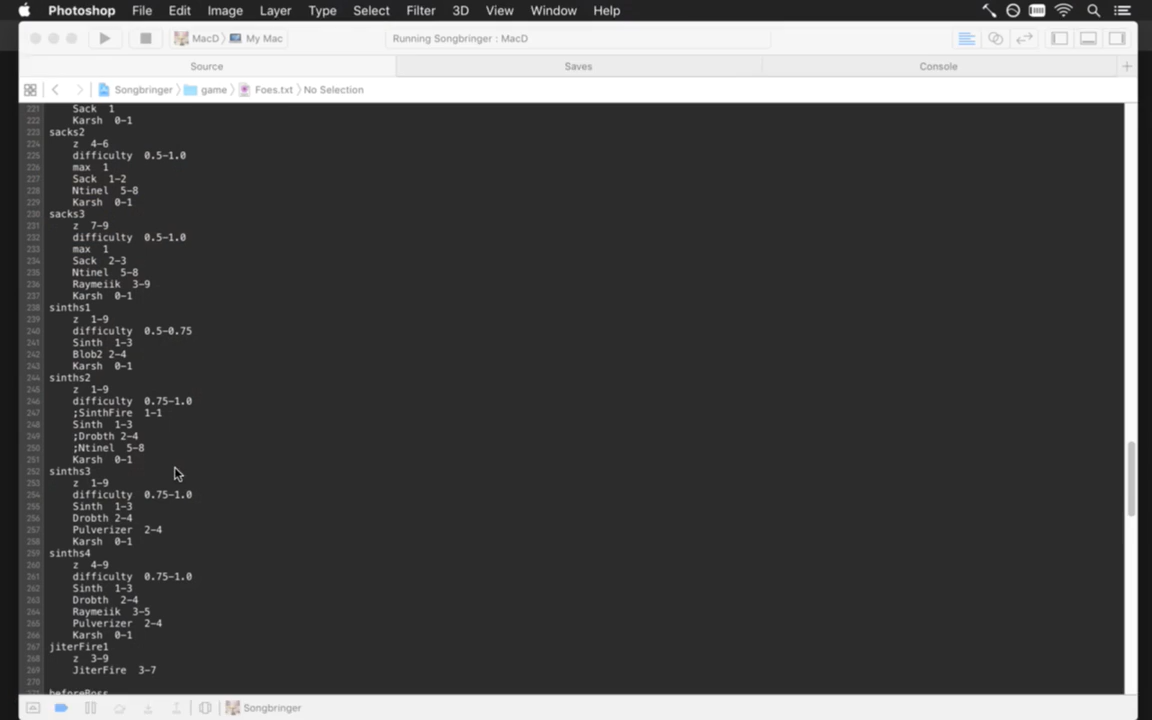 Photoshop File Edit Image Layer Type Select Filter 3D View Window Help
MacD My Mac Running Songbringer : MacD
Source Saves Console
Songbringer game Foes.txt No Selection
221 Sack 1
222 Karsh 0-1
223 sacks2
224 z 4-6
225 difficulty 0.5-1.0
226 max 1
227 Sack 1-2
228 Ntinel 5-8
229 Karsh 0-1
230 sacks3
231 z 7-9
232 difficulty 0.5-1.0
233 max 1
234 Sack 2-3
235 Ntinel 5-8
236 Raymeiik 3-9
237 Karsh 0-1
238 sinths1
239 z 1-9
240 difficulty 0.5-0.75
241 Sinth 1-3
242 Blob2 2-4
243 Karsh 0-1
244 sinths2
245 z 1-9
246 difficulty 0.75-1.0
247 ;SinthFire 1-1
248 Sinth 1-3
249 ;Drobth 2-4
250 ;Ntinel 5-8
251 Karsh 0-1
252 sinths3
253 z 1-9
254 difficulty 0.75-1.0
255 Sinth 1-3
256 Drobth 2-4
257 Pulverizer 2-4
258 Karsh 0-1
259 sinths4
260 z 4-9
261 difficulty 0.75-1.0
262 Sinth 1-3
263 Drobth 2-4
264 Raymeiik 3-5
265 Pulverizer 2-4
266 Karsh 0-1
267 jiterFire1
268 z 3-9
269 JiterFire 3-7
270
271 beforeBoss
Songbringer